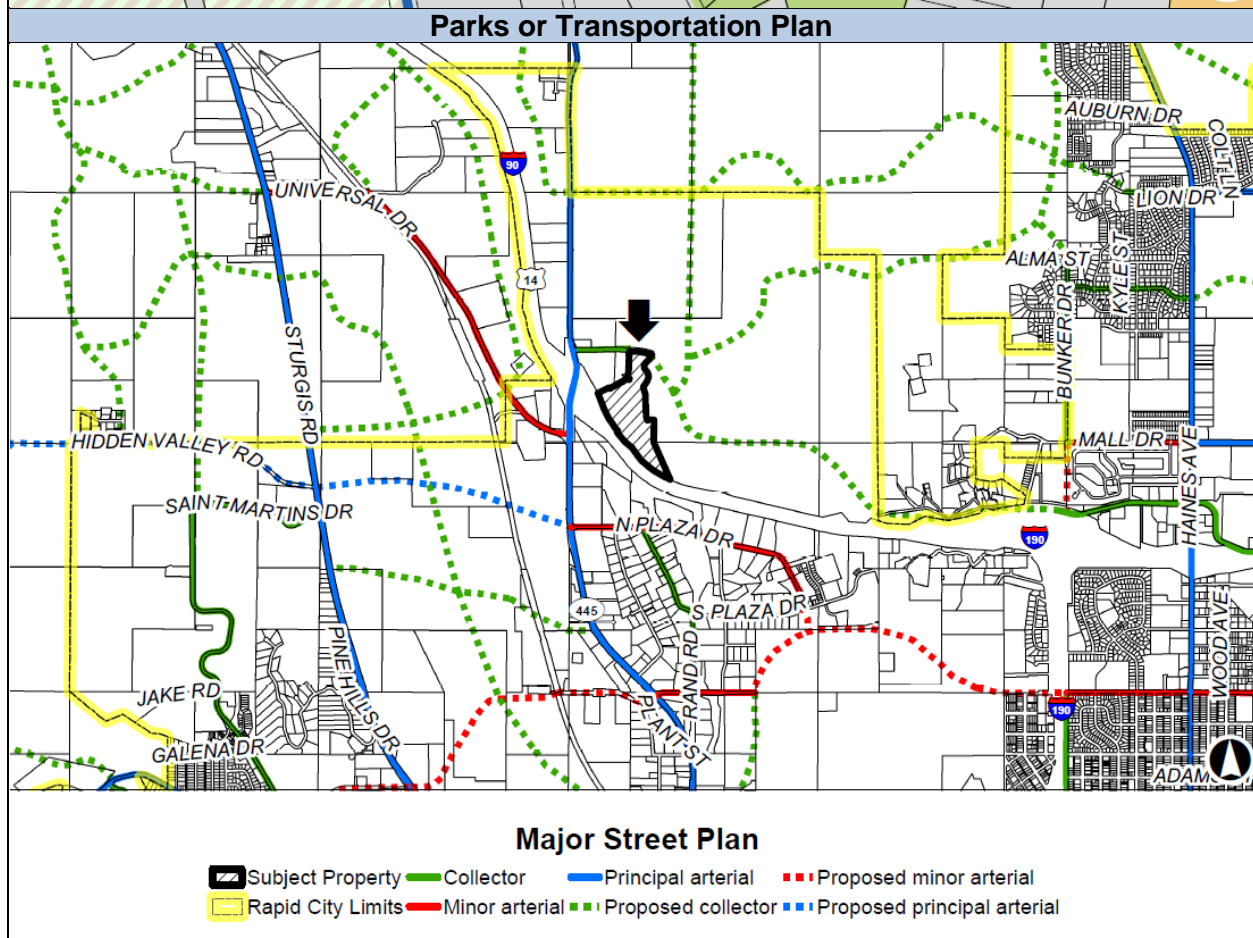 Parks or Transportation Plan
AUBURN DR
COLT LN
90
UNIVERSAL DR
LION DR
KYLE ST
ALMA ST
14
BUNKER DR
STURGIS RD
HIDDEN VALLEY RD
MALL DR
HAINES AVE
SAINT MARTINS DR
N PLAZA DR
190
445
S PLAZA DR
PINE HILLS DR
RAND RD
WOOD AVE
JAKE RD
PLANT ST
190
GALENA DR
Major Street Plan
Subject Property Collector Principal arterial Proposed minor arterial
Rapid City Limits Minor arterial Proposed collector Proposed principal arterial